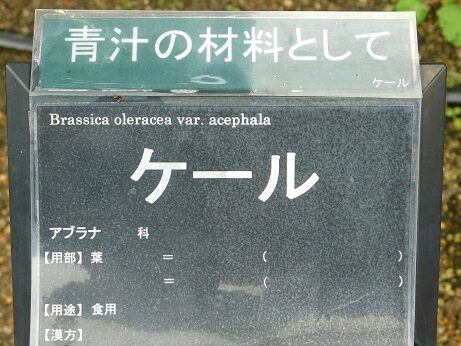 青汁の材料として
ケール
Brassica oleracea var. acephala
ケール
アブラナ 科
【用部】葉 = ( )
= ( )
【用途】食用
【漢方】